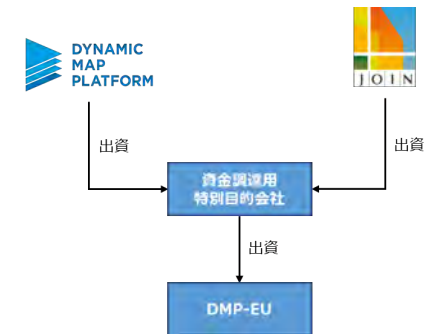 DYNAMIC
MAP
PLATFORM
JOIN
出資
出資
資金調達用
特別目的会社
出資
DMP-EU